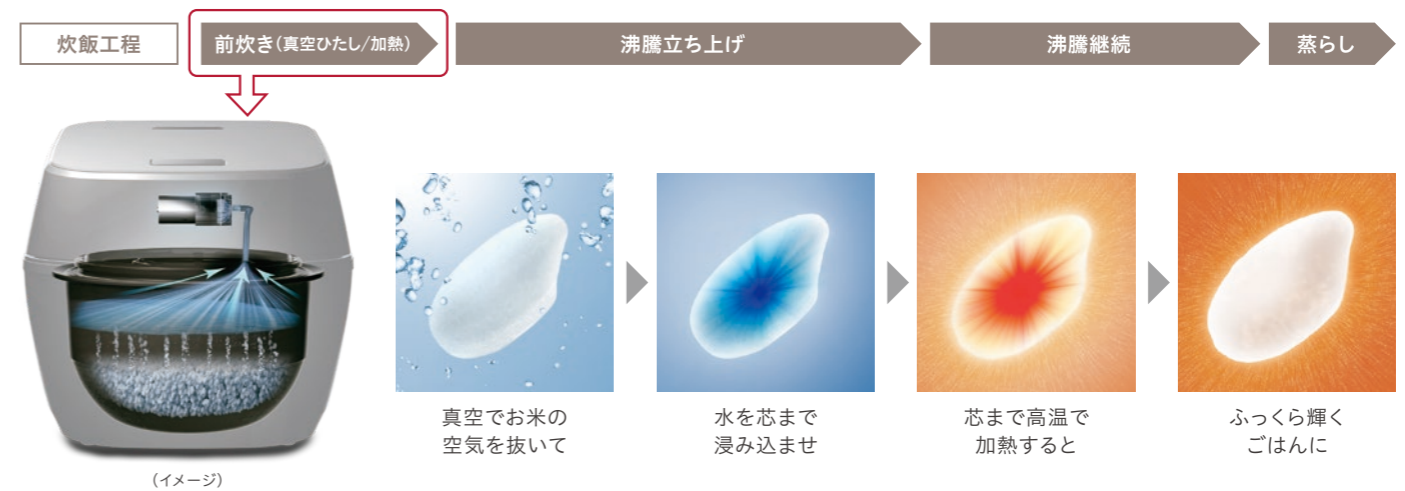 炊飯工程
前炊き(真空ひたし/加熱)
沸騰立ち上げ
沸騰継続
蒸らし
(イメージ)
真空でお米の
空気を抜いて
水を芯まで
浸み込ませ
芯まで高温で
加熱すると
ふっくら輝く
ごはんに